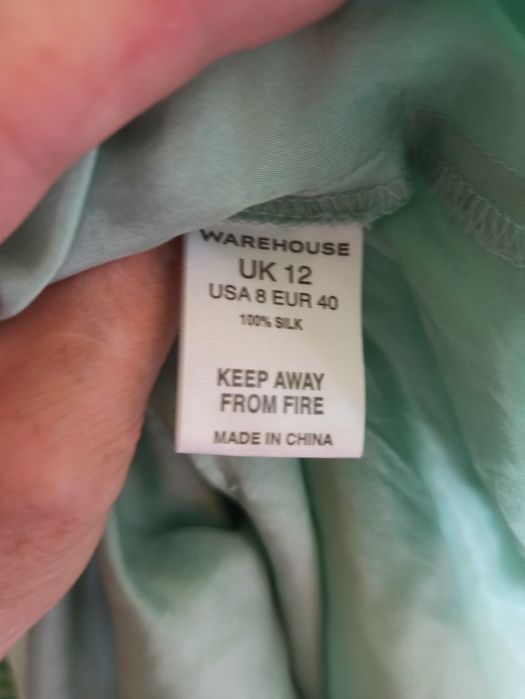 WAREHOUSE
UK 12
USA 8 EUR 40
100% SILK
KEEP AWAY
FROM FIRE
MADE IN CHINA